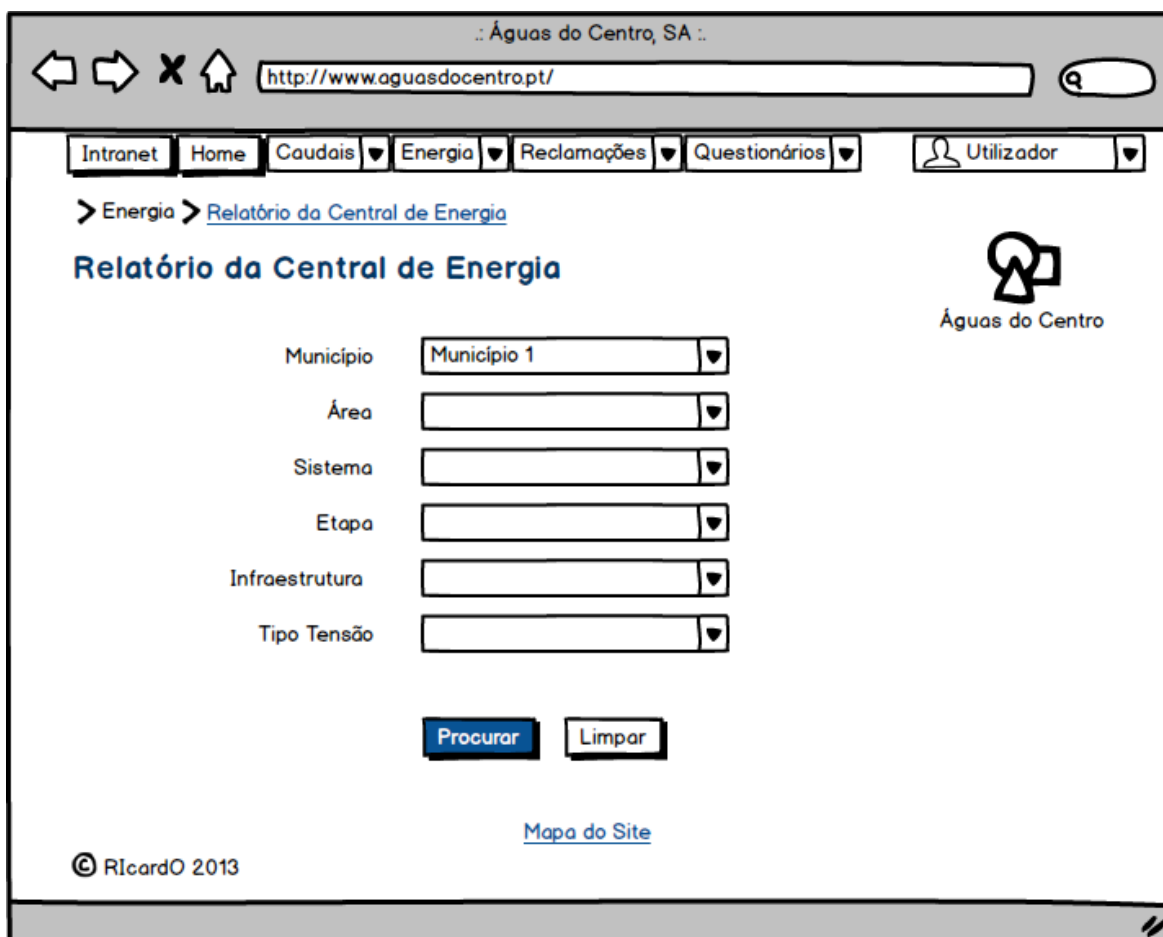 .: Águas do Centro, SA :.
http://www.aguasdocentro.pt/
Intranet Home Caudais Energia Reclamações Questionários Utilizador
Energia Relatório da Central de Energia
Relatório da Central de Energia
Águas do Centro
Município Município 1
Área
Sistema
Etapa
Infraestrutura
Tipo Tensão
Procurar Limpar
Mapa do Site
© RIcardO 2013